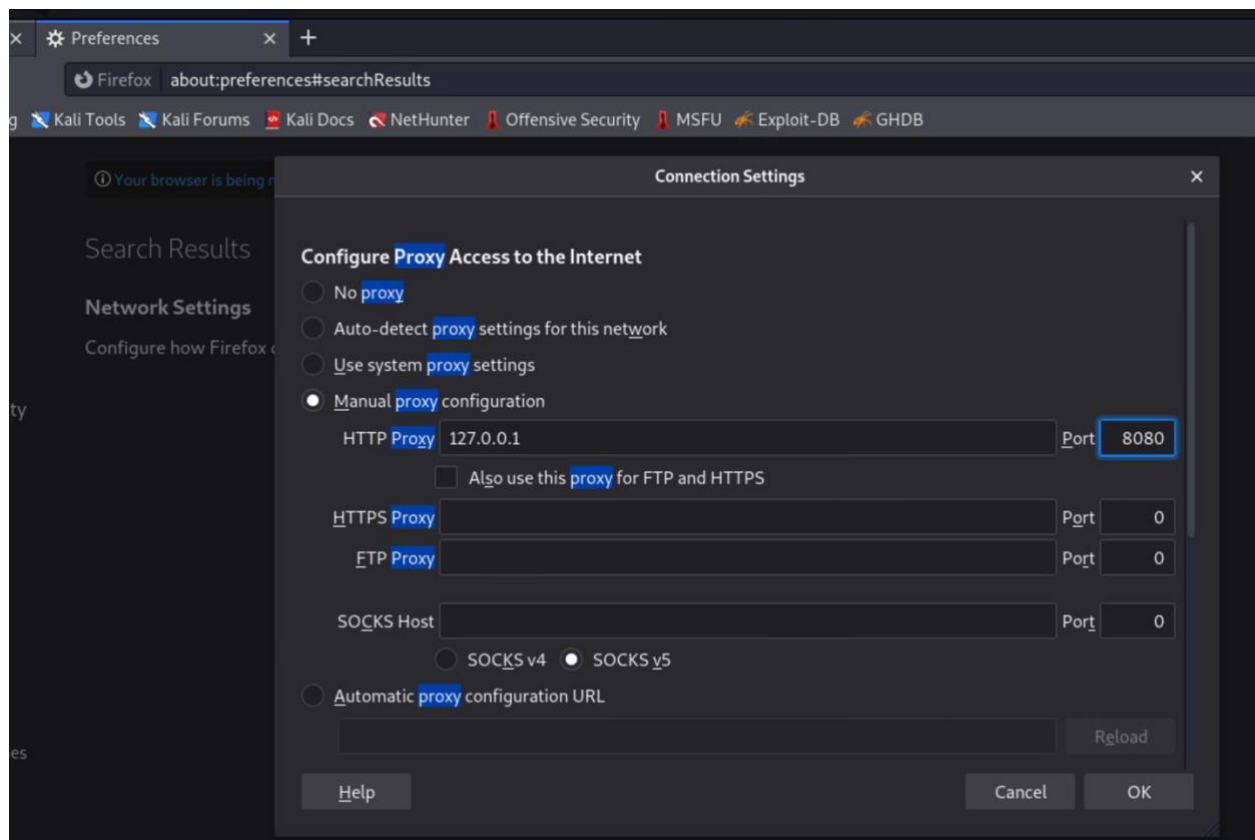 Preferences
Firefox about:preferences#searchResults
g Kali Tools Kali Forums Kali Docs NetHunter Offensive Security MSFU Exploit-DB GHDB
Your browser is being
Connection Settings
Search Results
Configure Proxy Access to the Internet
No proxy
Network Settings
Auto-detect proxy settings for this network
Configure how Firefox
Use system proxy settings
Manual proxy configuration
ty
HTTP Proxy 127.0.0.1 Port 8080
Also use this proxy for FTP and HTTPS
HTTPS Proxy Port 0
FTP Proxy Port 0
SOCKS Host Port 0
SOCKS v4 SOCKS v5
Automatic proxy configuration URL
Reload
es
Help Cancel OK